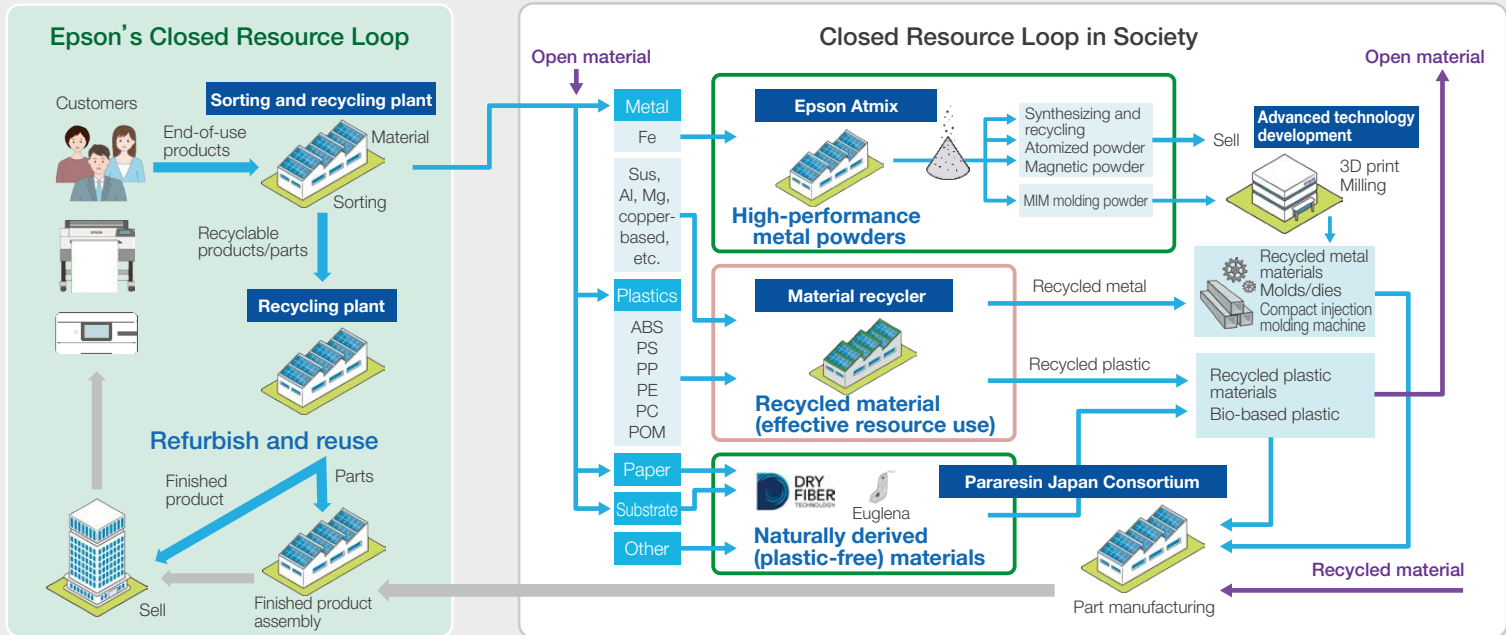 Epson's Closed Resource Loop
Customers
End-of-use
products
Sorting and recycling plant
Material
Sorting
Recyclable
products/parts
Recycling plant
Refurbish and reuse
Finished
product
Parts
Sell
Finished product
assembly
Closed Resource Loop in Society
Open material
Open material
Metal
Fe
Sus,
Al, Mg,
copper-
based,
etc.
Plastics
ABS
PS
PP
PE
PC
POM
Paper
Substrate
Other
Epson Atmix
High-performance
metal powders
Synthesizing and
recycling
Atomized powder
Magnetic powder
MIM molding powder
Sell
Advanced technology
development
3D print
Milling
Material recycler
Recycled material
(effective resource use)
Recycled metal
Recycled metal
materials
Molds/dies
Compact injection
molding machine
Recycled plastic
Recycled plastic
materials
Bio-based plastic
DRY
FIBER
TECHNOLOGY
Euglena
Pararesin Japan Consortium
Naturally derived
(plastic-free) materials
Part manufacturing
Recycled material